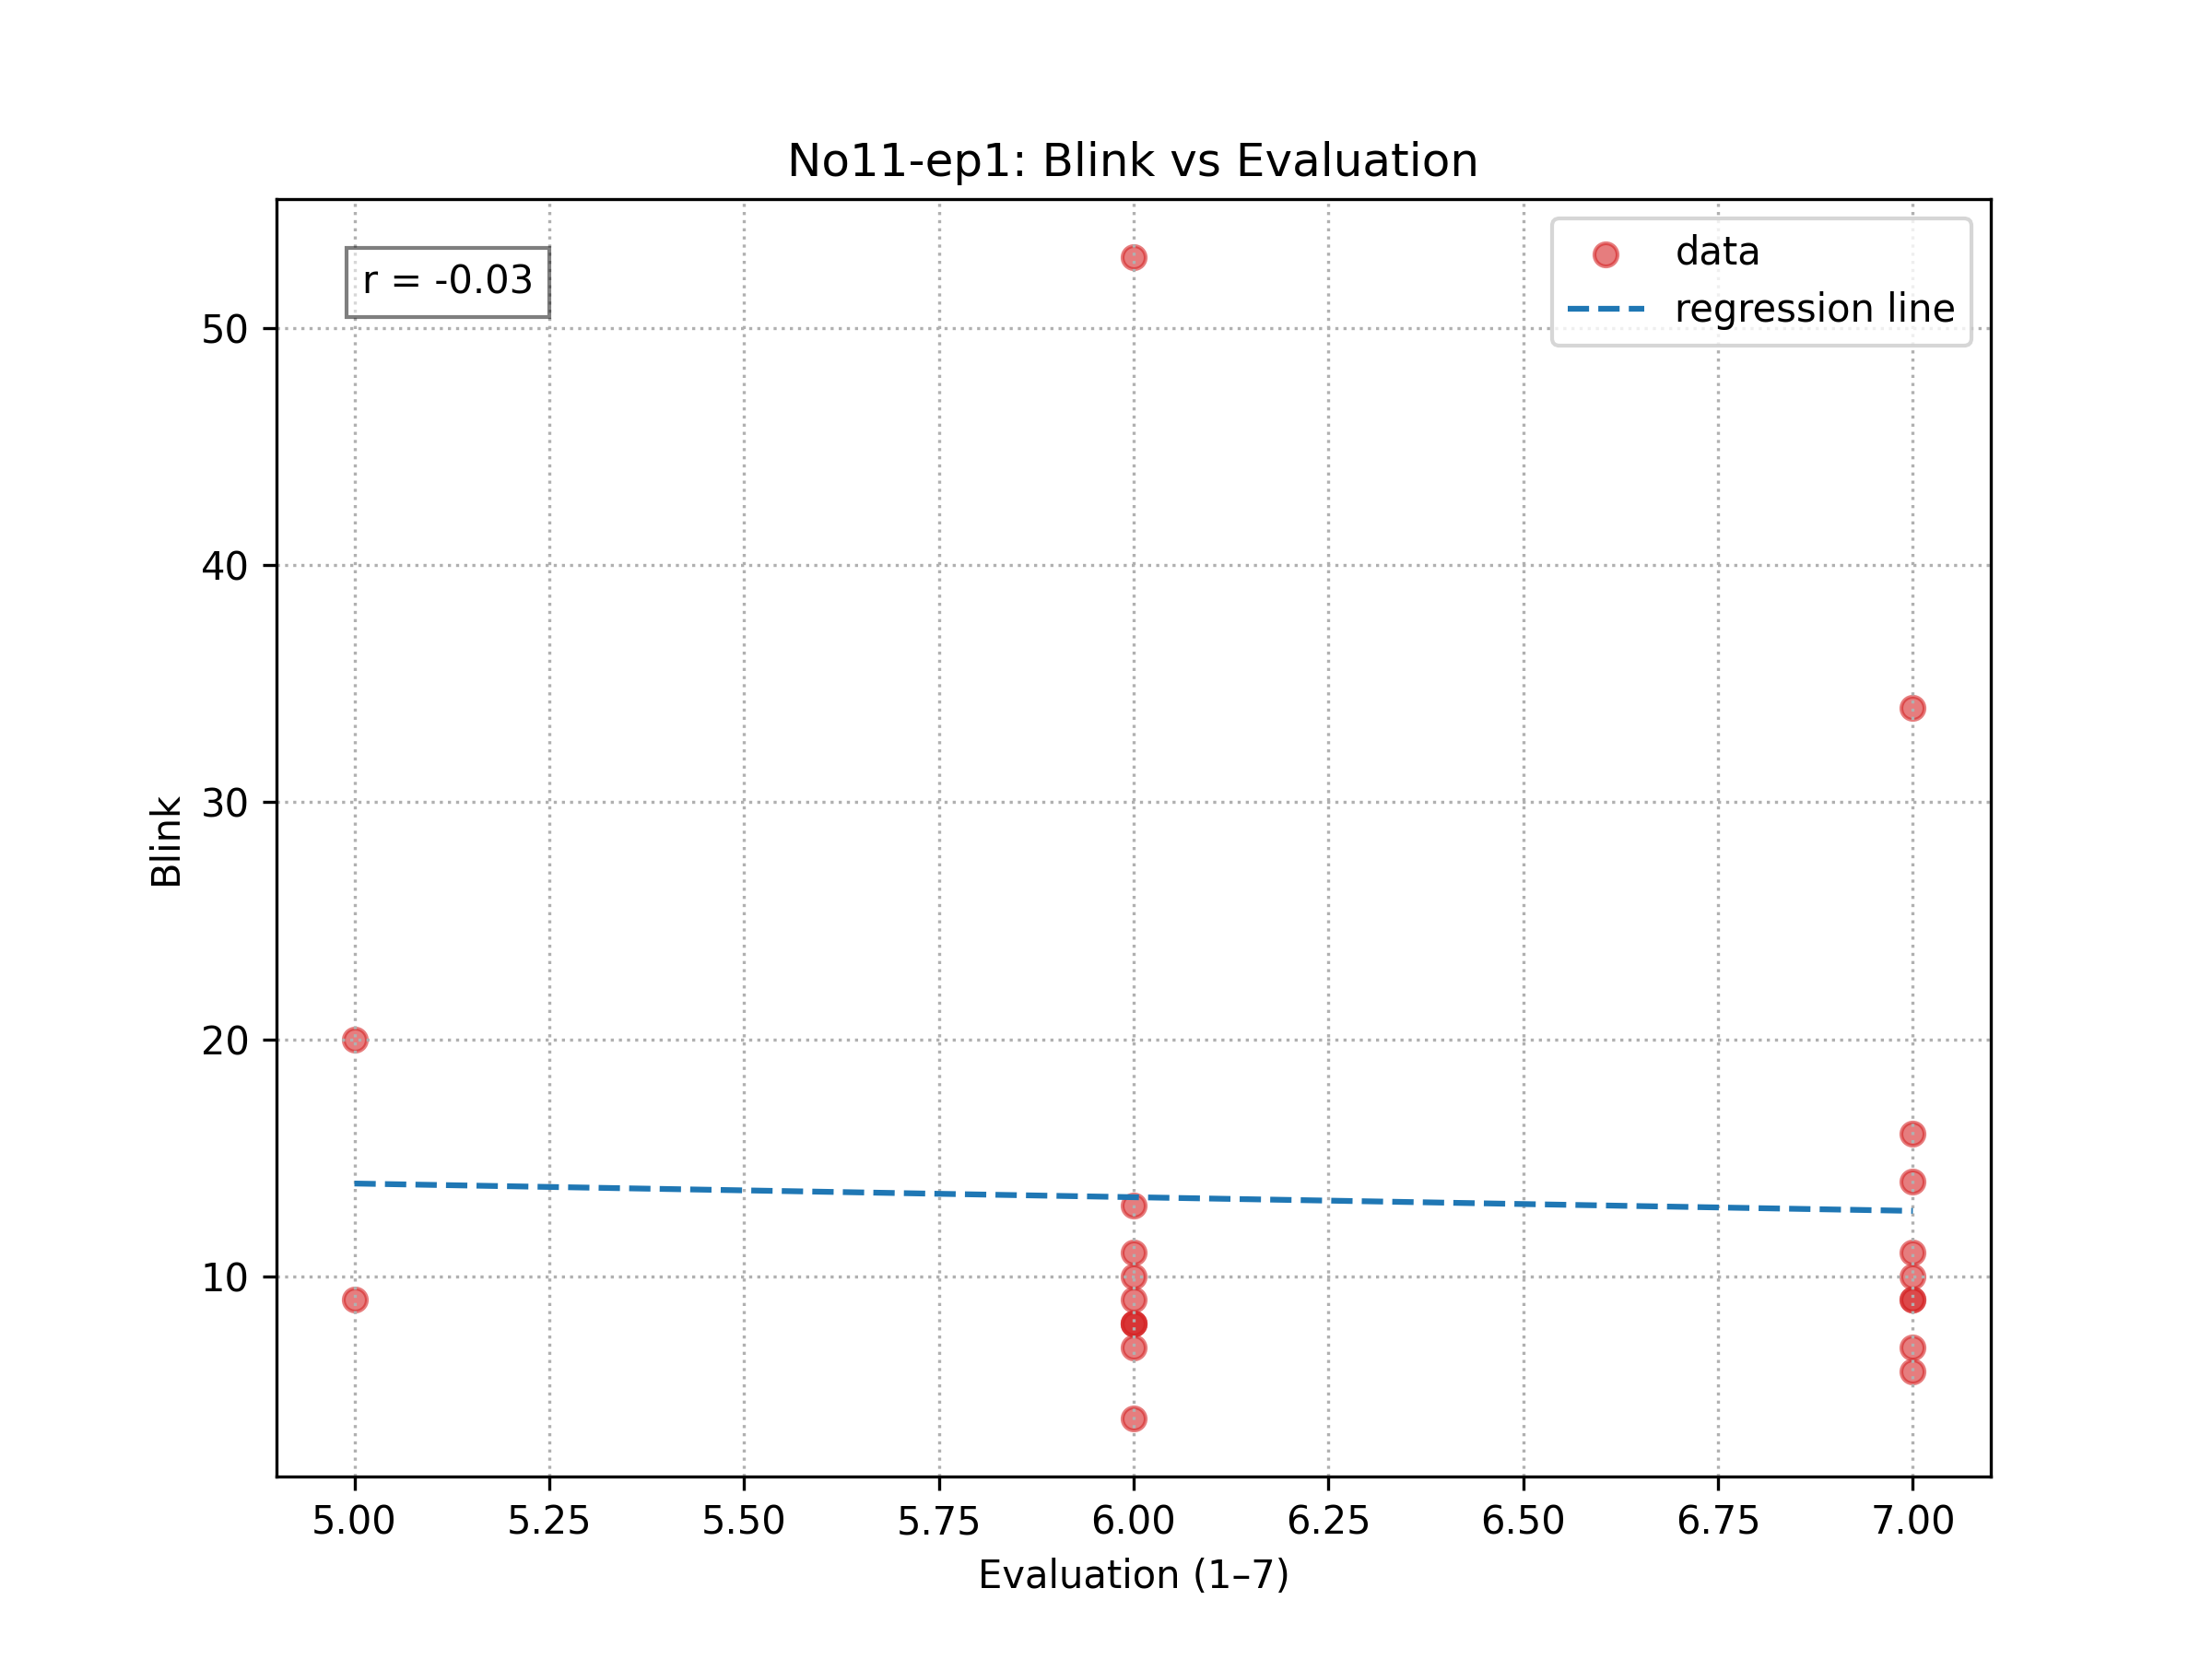 No11-ep1: Blink vs Evaluation
r = -0.03
data
regression line
50
40
30
20
10
Blink
5.00 5.25 5.50 5.75 6.00 6.25 6.50 6.75 7.00
Evaluation (1–7)